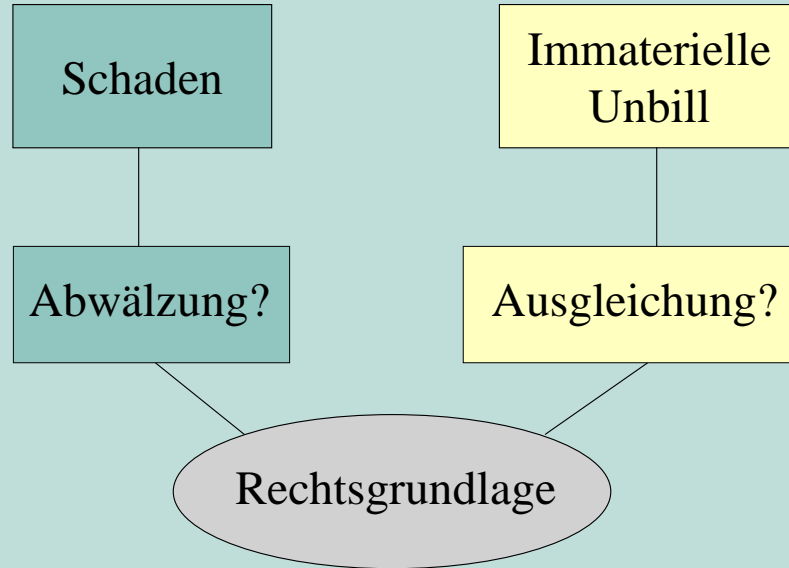 Schaden
Immaterielle
Unbill
Abwälzung?
Ausgleichung?
Rechtsgrundlage